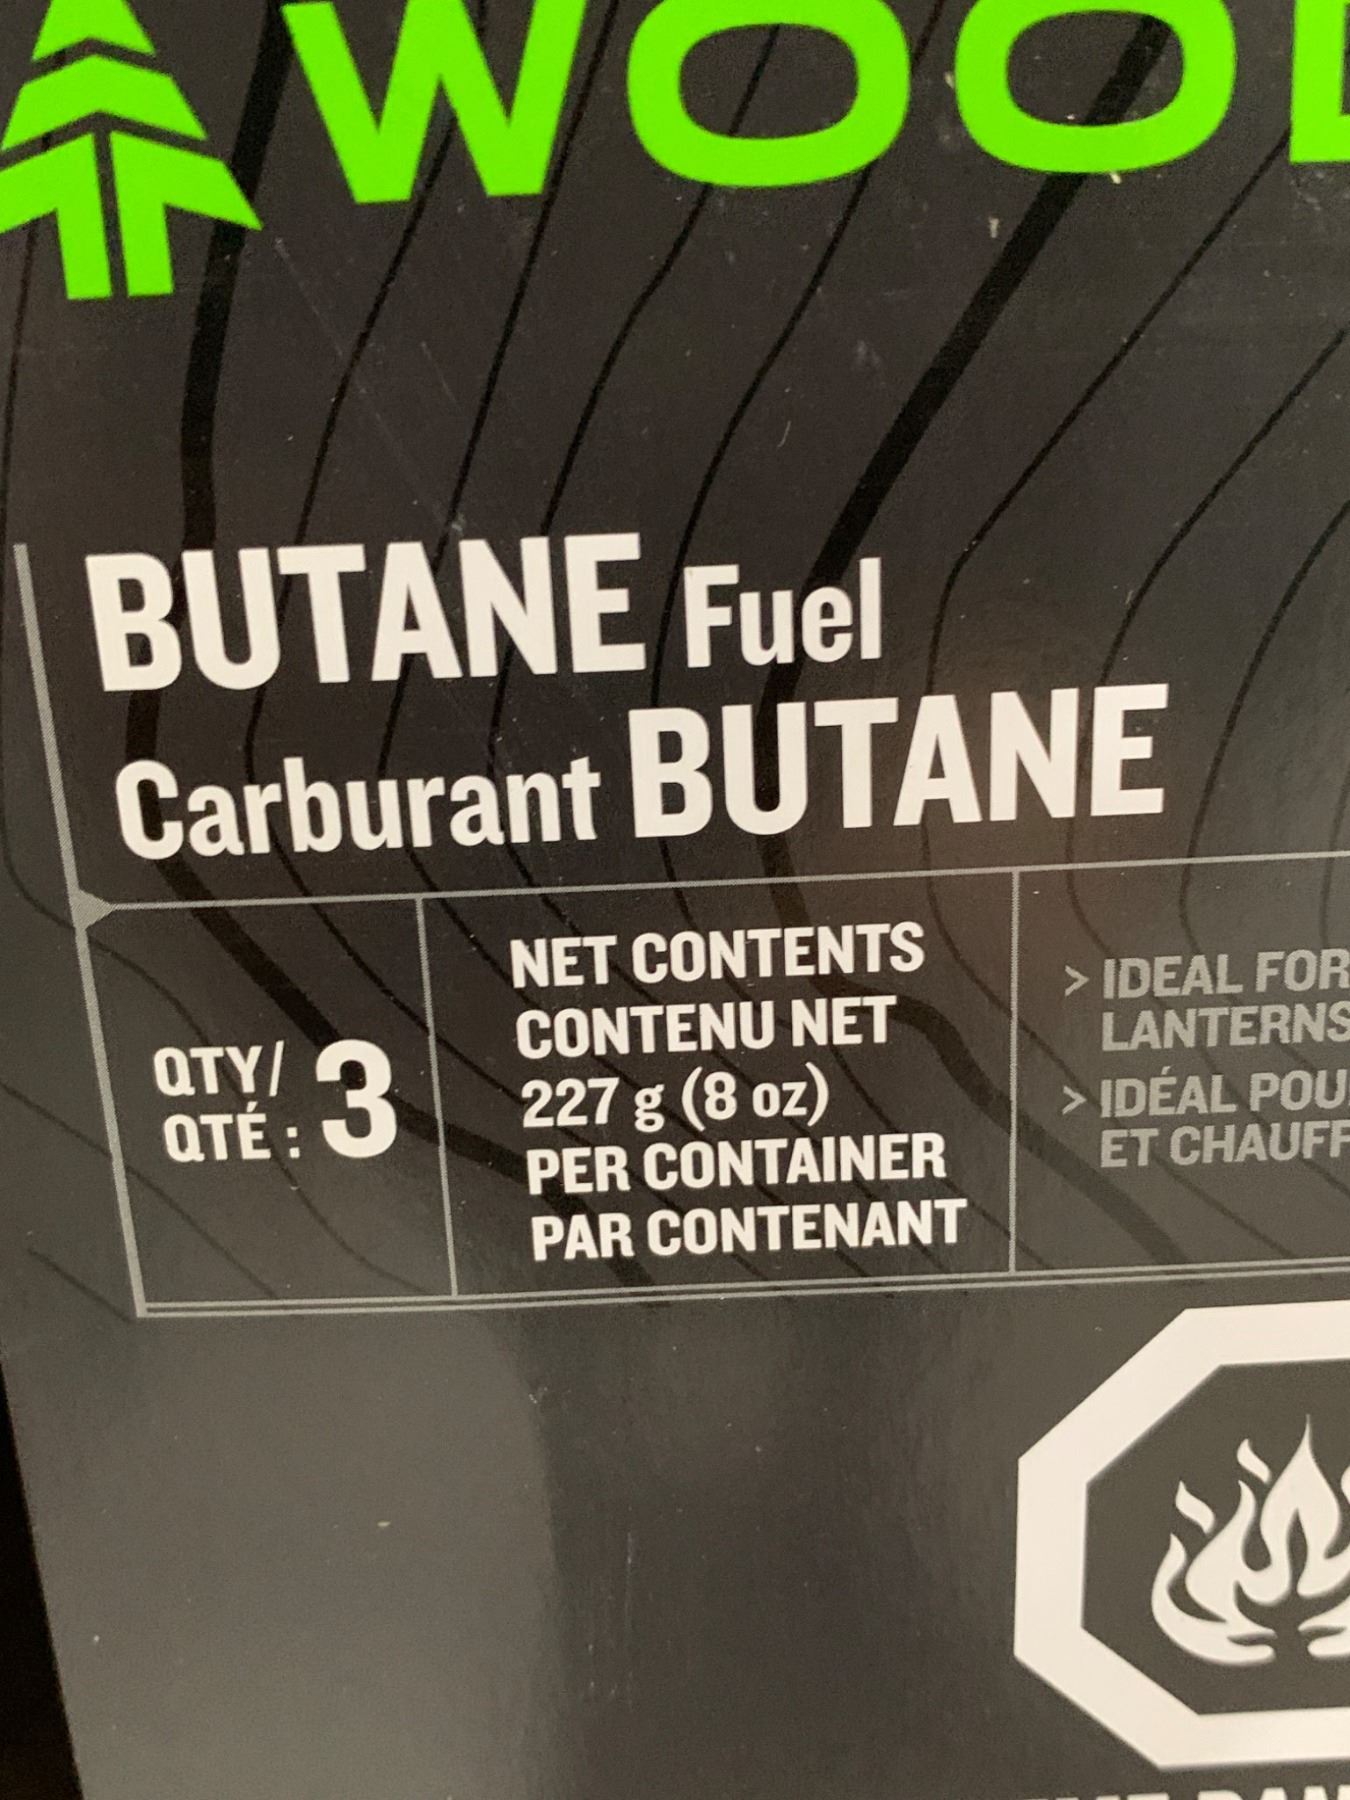 WOO
BUTANE Fuel
Carburant BUTANE
QTY/
QTÉ : 3
NET CONTENTS
CONTENU NET
227 g (8 oz)
PER CONTAINER
PAR CONTENANT
> IDEAL FOR
LANTERNS
> IDÉAL POU
ET CHAUFF